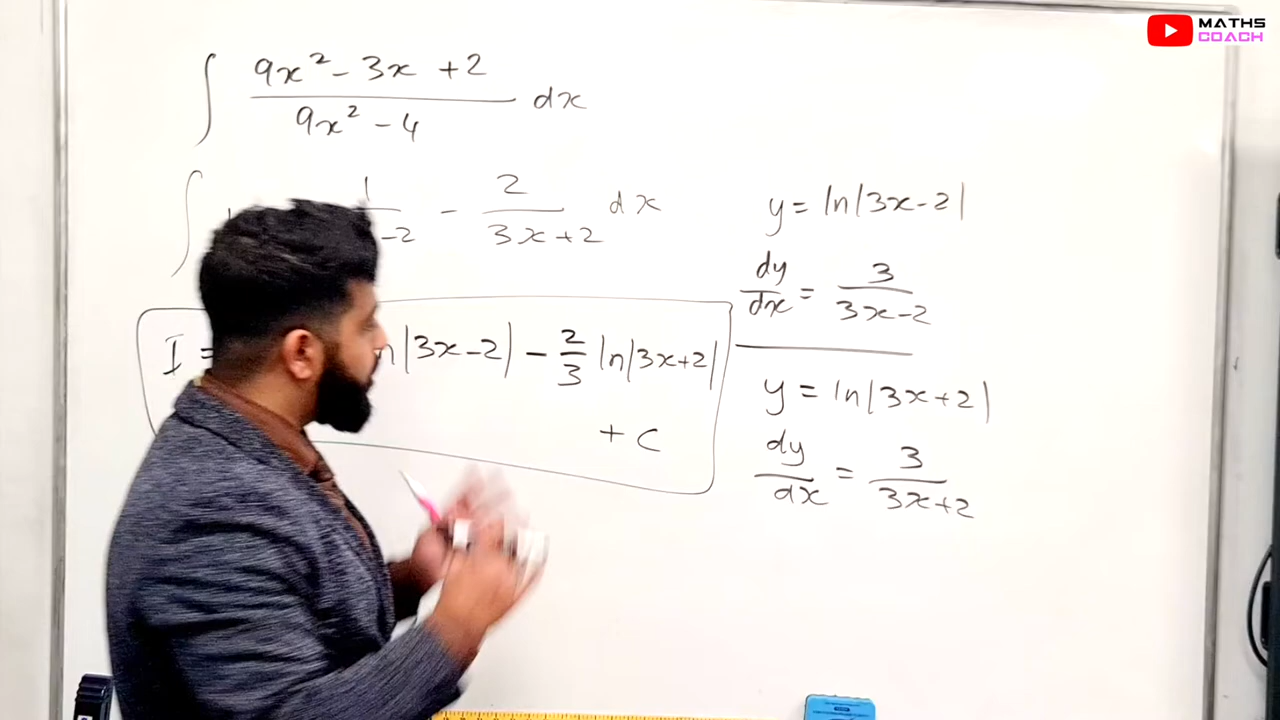 MATHS
COACH
∫ (9x² - 3x + 2)/(9x² - 4) dx
∫ 1/(-2) - 2/(3x+2) dx
I = n|3x-2| - 2/3 ln|3x+2|
+ c
y = ln|3x-2|
dy/dx = 3/(3x-2)
y = ln|3x+2|
dy/dx = 3/(3x+2)